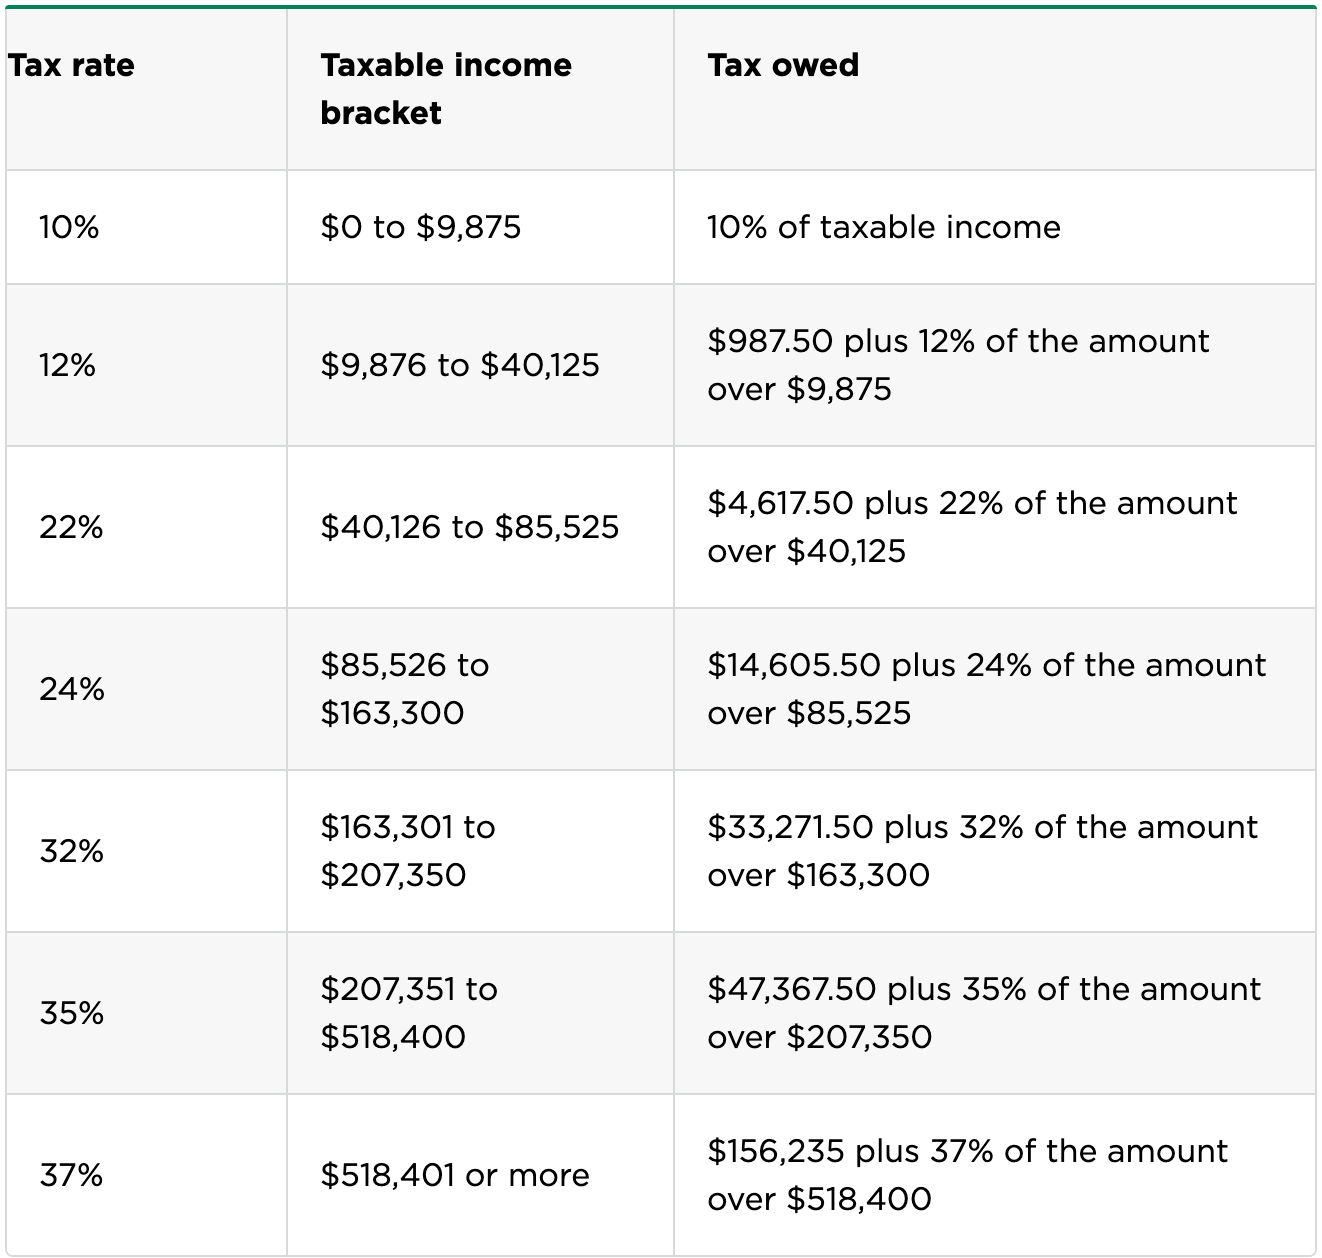 Tax rate
Taxable income
bracket
Tax owed
10%
$0 to $9,875
10% of taxable income
12%
$9,876 to $40,125
$987.50 plus 12% of the amount
over $9,875
22%
$40,126 to $85,525
$4,617.50 plus 22% of the amount
over $40,125
24%
$85,526 to
$163,300
$14,605.50 plus 24% of the amount
over $85,525
32%
$163,301 to
$207,350
$33,271.50 plus 32% of the amount
over $163,300
35%
$207,351 to
$518,400
$47,367.50 plus 35% of the amount
over $207,350
37%
$518,401 or more
$156,235 plus 37% of the amount
over $518,400